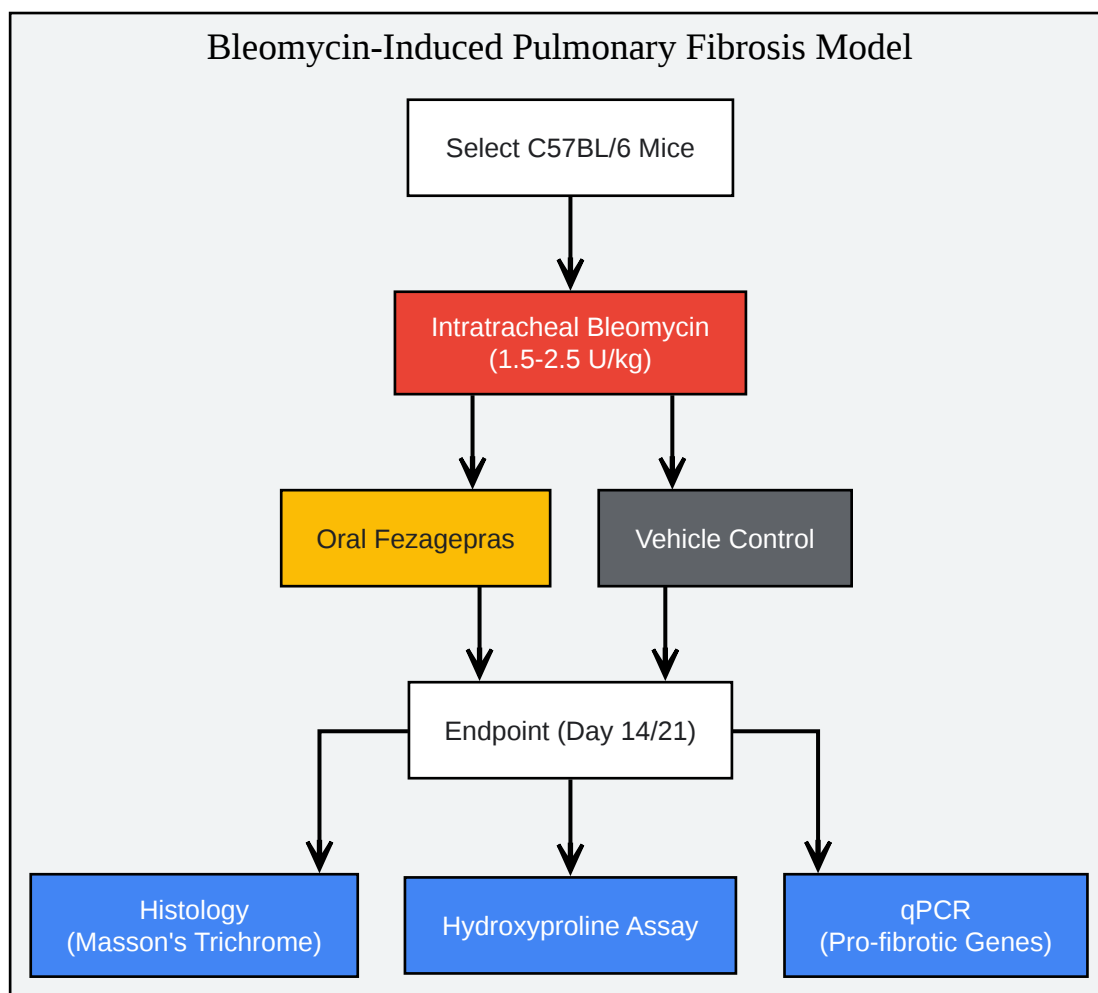 Bleomycin-Induced Pulmonary Fibrosis Model
Select C57BL/6 Mice
Intratracheal Bleomycin
(1.5-2.5 U/kg)
Oral Fezagepras
Vehicle Control
Endpoint (Day 14/21)
Histology
(Masson's Trichrome)
Hydroxyproline Assay
qPCR
(Pro-fibrotic Genes)